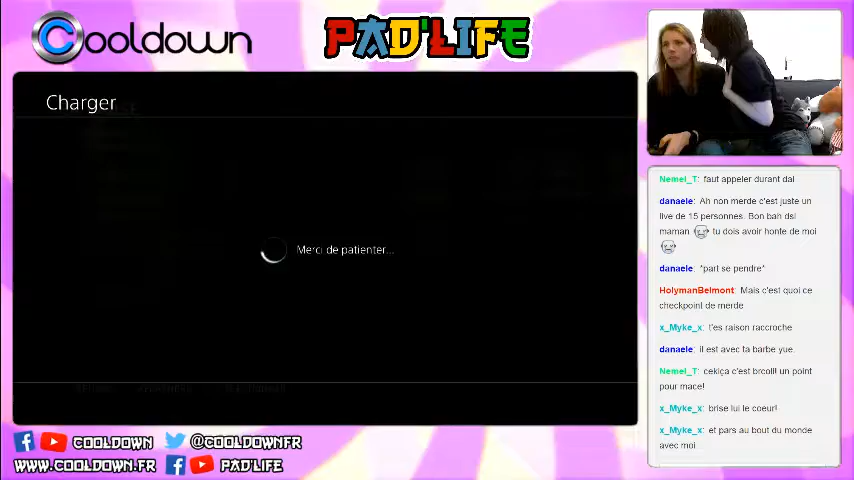 Cooldown
PAD'LIFE
Charger
Merci de patienter...
Nemel_T: faut appeler durant dal
danaele: Ah non merde c'est juste un
live de 15 personnes. Bon bah dsl
maman tu dois avoir honte de moi
danaele: *part se pendre*
HolymanBelmont: Mais c'est quoi ce
checkpoint de merde
x_Myke_x: t'es raison raccroche
danaele: il est avec ta barbe yue.
Nemel_T: cekiça c'est brcoli! un point
pour mace!
x_Myke_x: brise lui le coeur!
x_Myke_x: et pars au bout du monde
avec moi.
COOLDOWN @COOLDOWNFR
WWW.COOLDOWN.FR PAD'LIFE